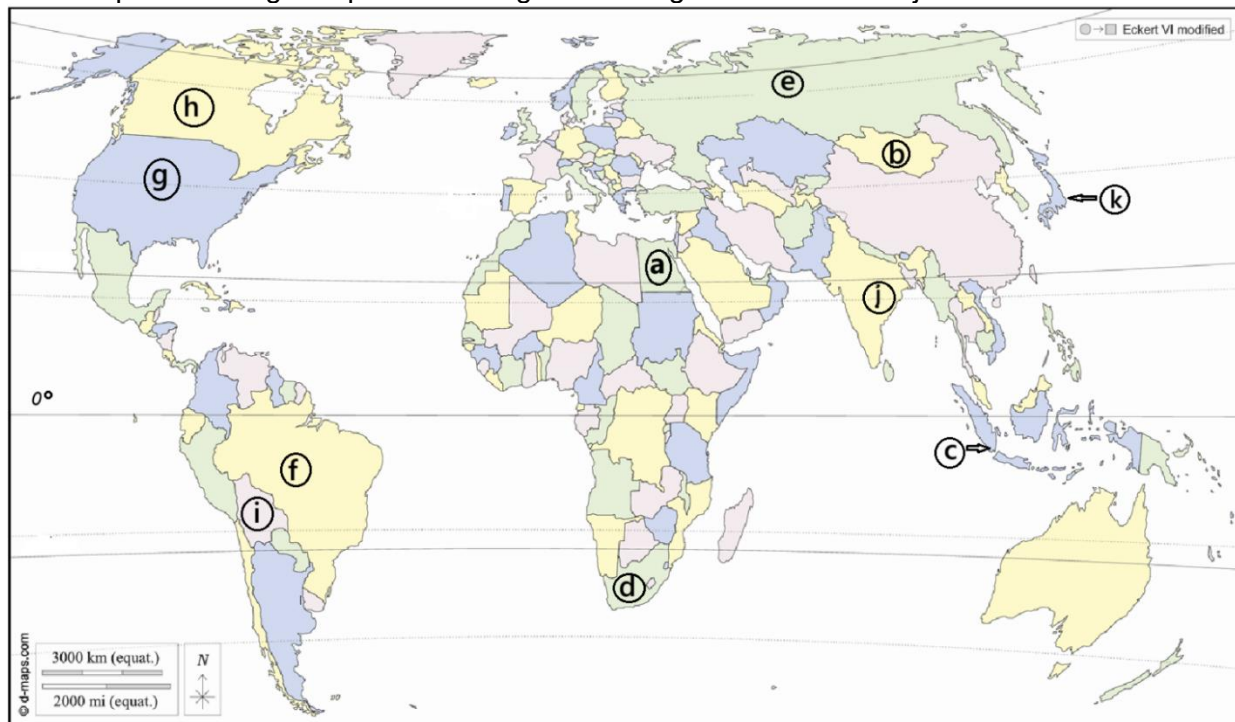 Eckert VI modified
e
h
b
g
k
a
j
0°
c
f
i
d
3000 km (equat.)
2000 mi (equat.)
N
© d-maps.com